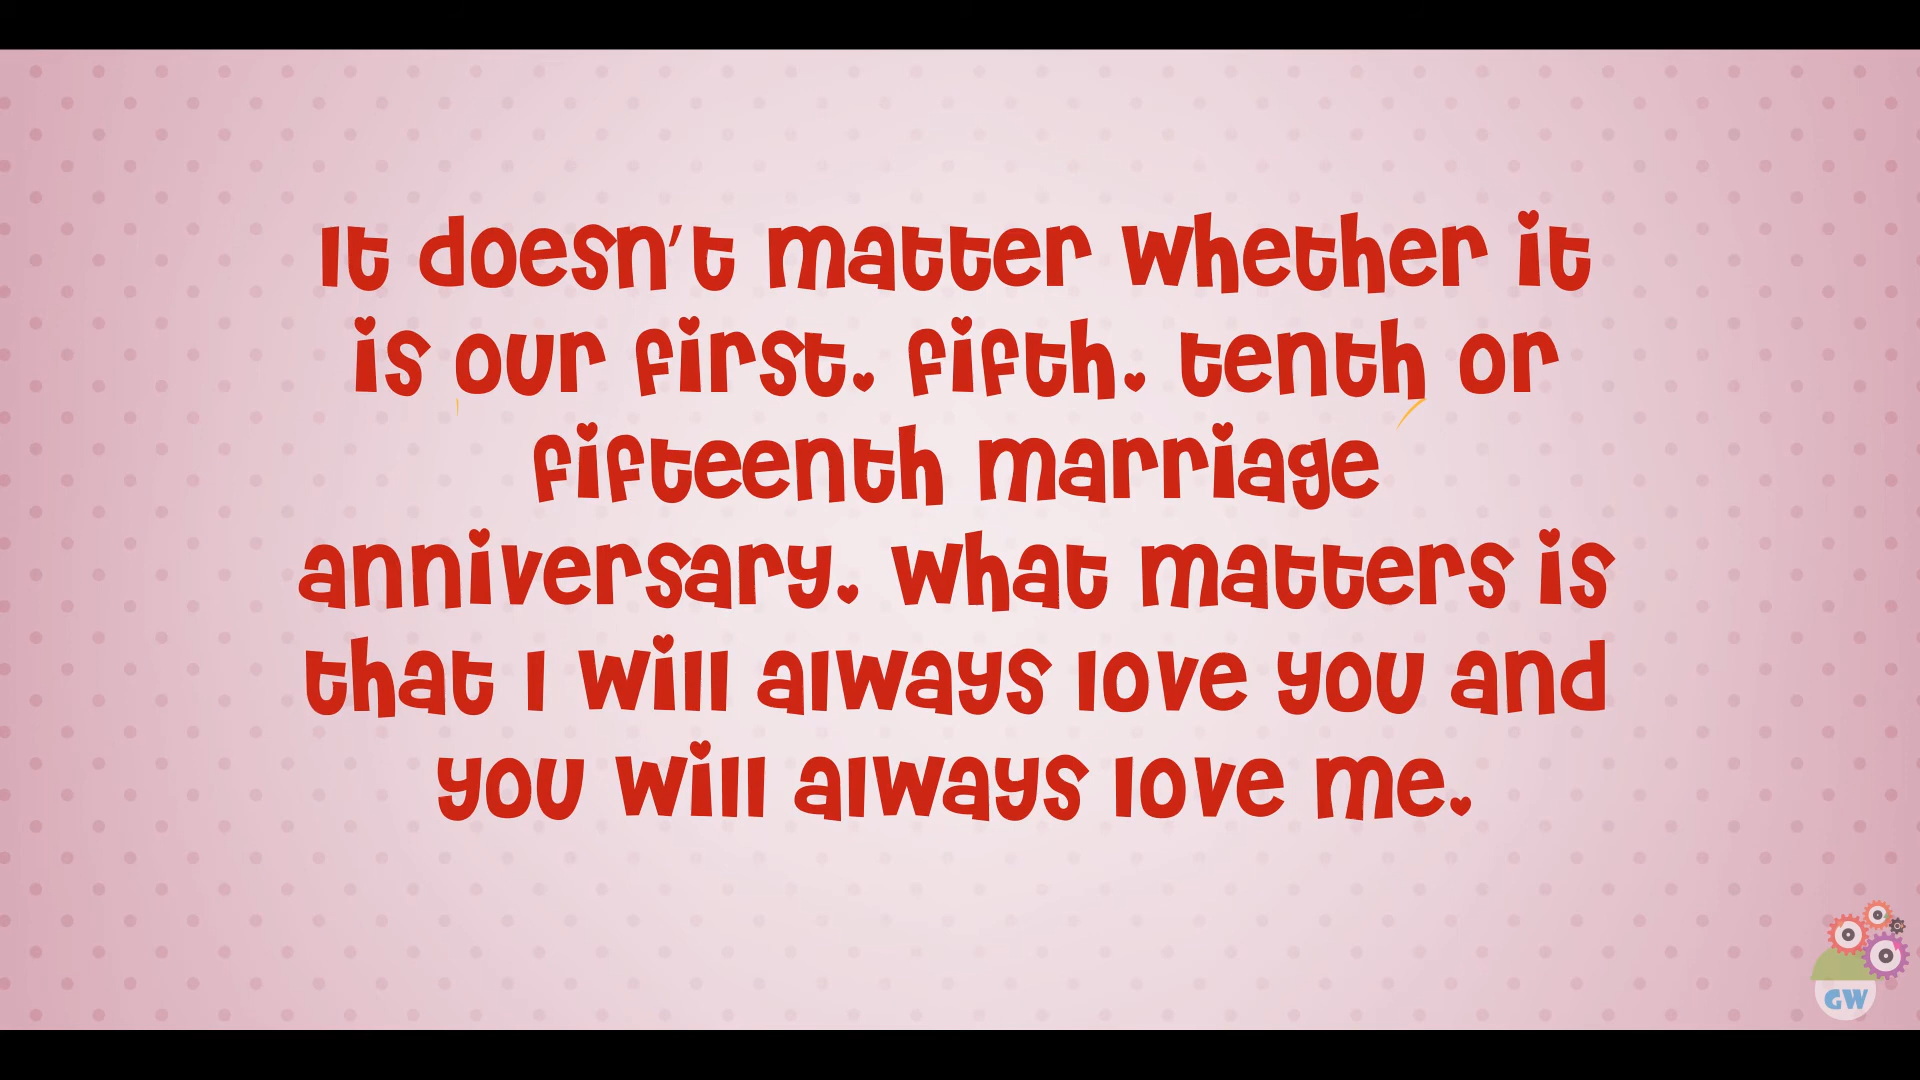 It doesn't matter whether it
is our first. fifth. tenth or
fifteenth marriage
anniversary. What matters is
that I will always love you and
you will always love me.
GW